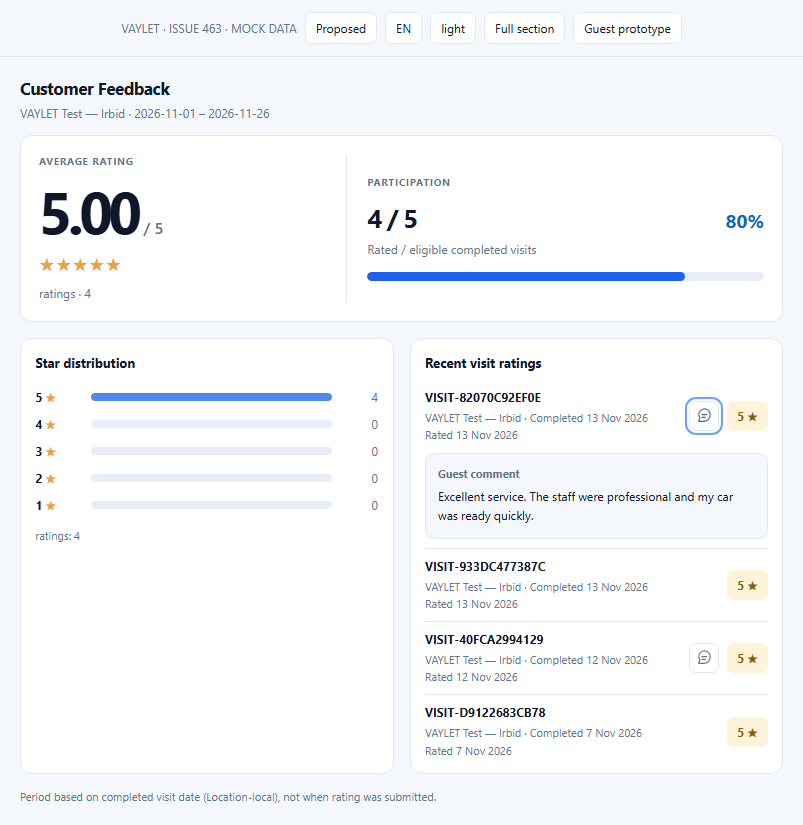 VAYLET · ISSUE 463 · MOCK DATA Proposed EN light Full section Guest prototype
Customer Feedback
VAYLET Test — Irbid · 2026-11-01 – 2026-11-26
AVERAGE RATING
5.00 / 5
★★★★★
ratings · 4
PARTICIPATION
4 / 5 80%
Rated / eligible completed visits
Star distribution
5 ★ 4
4 ★ 0
3 ★ 0
2 ★ 0
1 ★ 0
ratings: 4
Recent visit ratings
VISIT-82070C92EF0E
VAYLET Test — Irbid · Completed 13 Nov 2026
Rated 13 Nov 2026
5 ★
Guest comment
Excellent service. The staff were professional and my car
was ready quickly.
VISIT-933DC477387C
VAYLET Test — Irbid · Completed 13 Nov 2026
Rated 13 Nov 2026
5 ★
VISIT-40FCA2994129
VAYLET Test — Irbid · Completed 12 Nov 2026
Rated 12 Nov 2026
5 ★
VISIT-D9122683CB78
VAYLET Test — Irbid · Completed 7 Nov 2026
Rated 7 Nov 2026
5 ★
Period based on completed visit date (Location-local), not when rating was submitted.